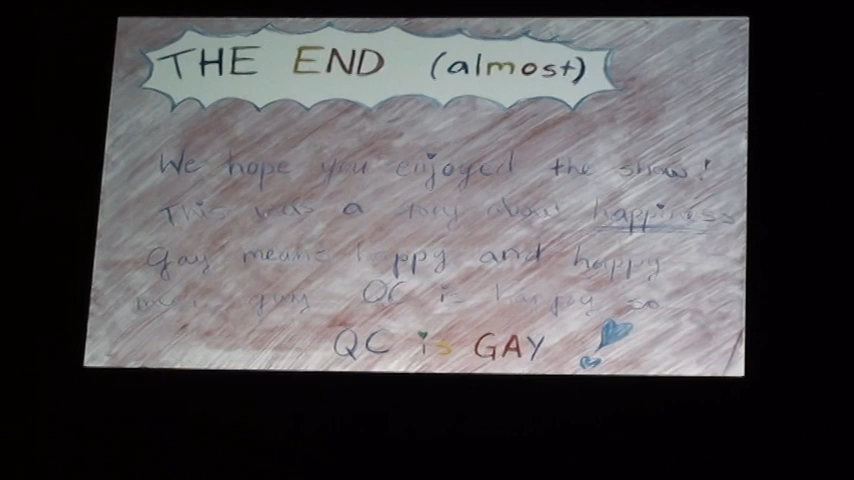 THE END (almost)
We hope you enjoyed the show!
This was a story about happiness
Gay means happy and happy
means gay QC is happy so
QC is GAY!